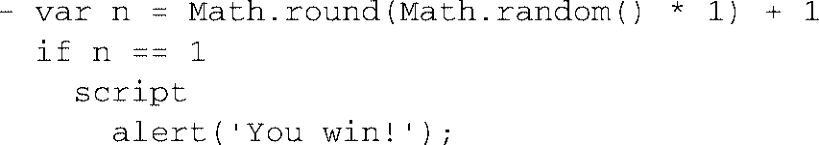 - var n = Math.round(Math.random() * 1) + 1
if n == 1
script
alert('You win!');